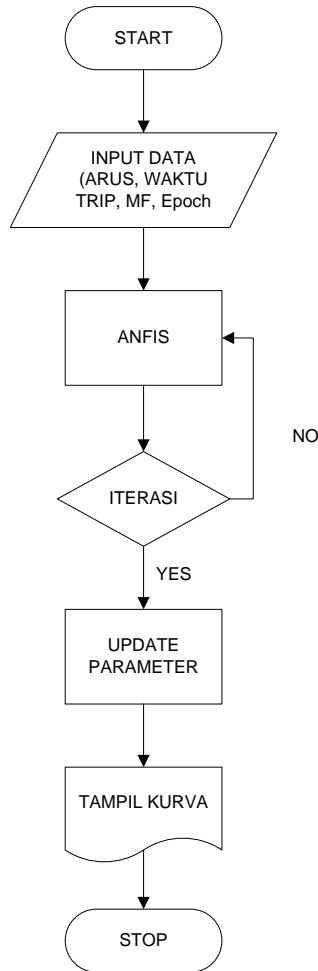 START
INPUT DATA
(ARUS, WAKTU
TRIP, MF, Epoch
ANFIS
NO
ITERASI
YES
UPDATE
PARAMETER
TAMPIL KURVA
STOP